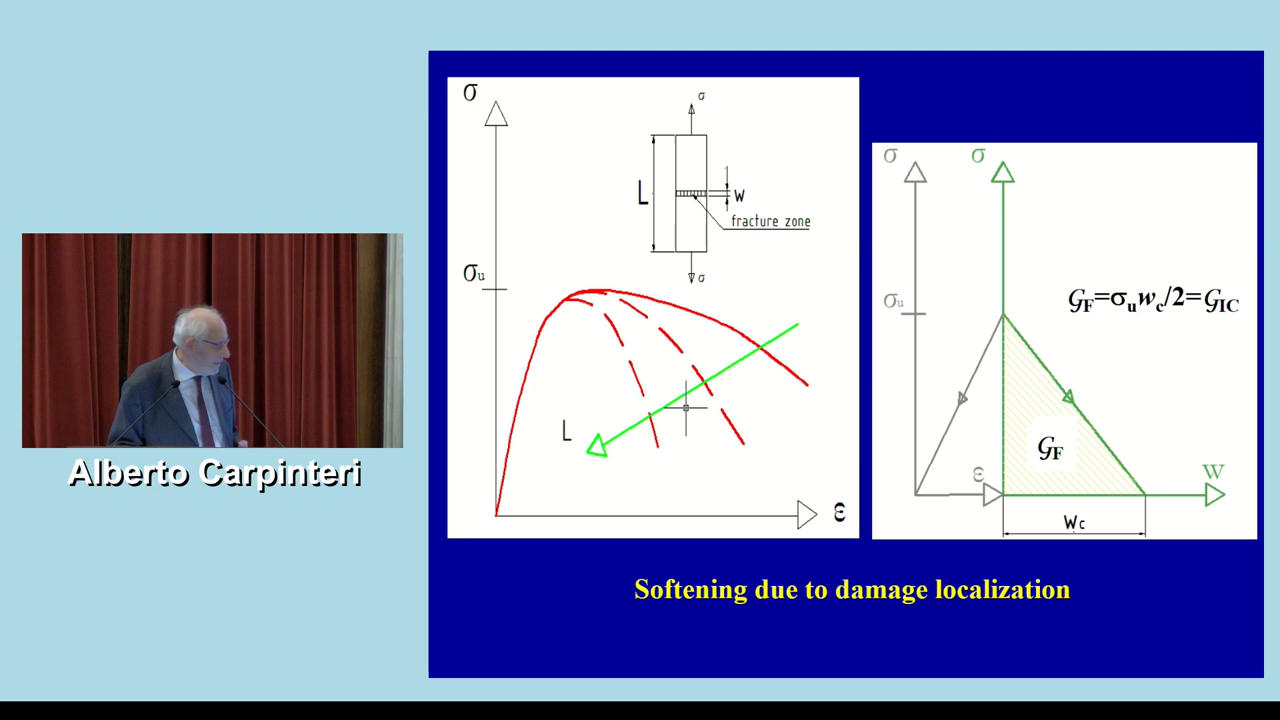 Alberto Carpinteri
σ
σ
L
w
fracture zone
σ
σu
L
ε
σ
σ
σu
𝒢F=σuwc/2=𝒢IC
𝒢F
ε
w
wc
Softening due to damage localization